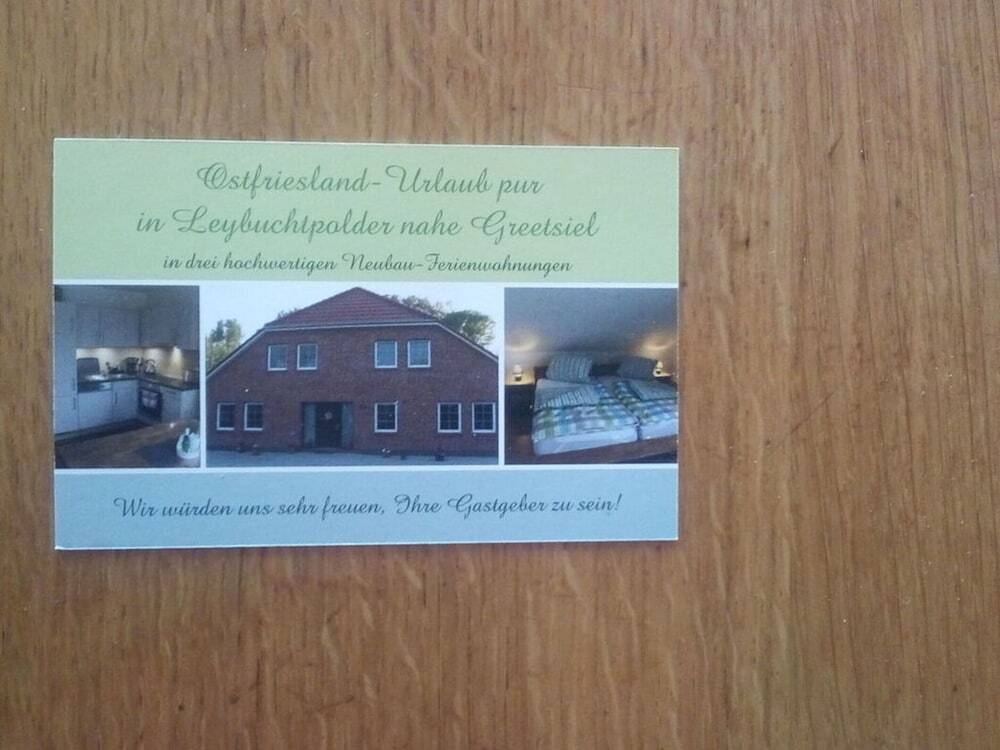 Ostfriesland-Urlaub pur
in Leybuchtpolder nahe Greetsiel
in drei hochwertigen Neubau-Ferienwohnungen
Wir würden uns sehr freuen, Ihre Gastgeber zu sein!